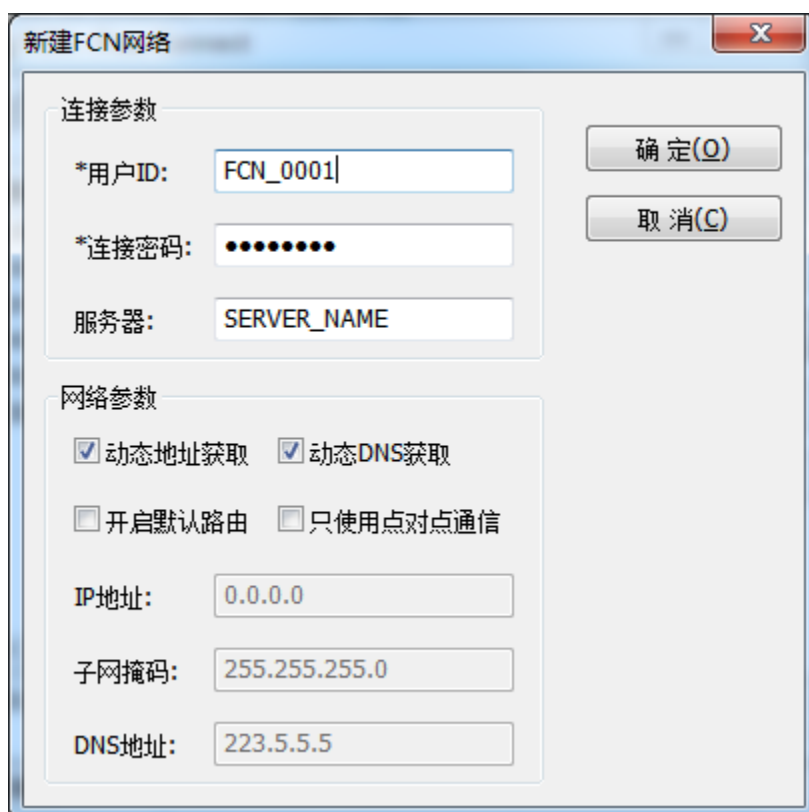 新建FCN网络
连接参数
*用户ID: FCN_0001
*连接密码: ●●●●●●●●
服务器: SERVER_NAME
确 定(O)
取 消(C)
网络参数
动态地址获取 动态DNS获取
开启默认路由 只使用点对点通信
IP地址: 0.0.0.0
子网掩码: 255.255.255.0
DNS地址: 223.5.5.5